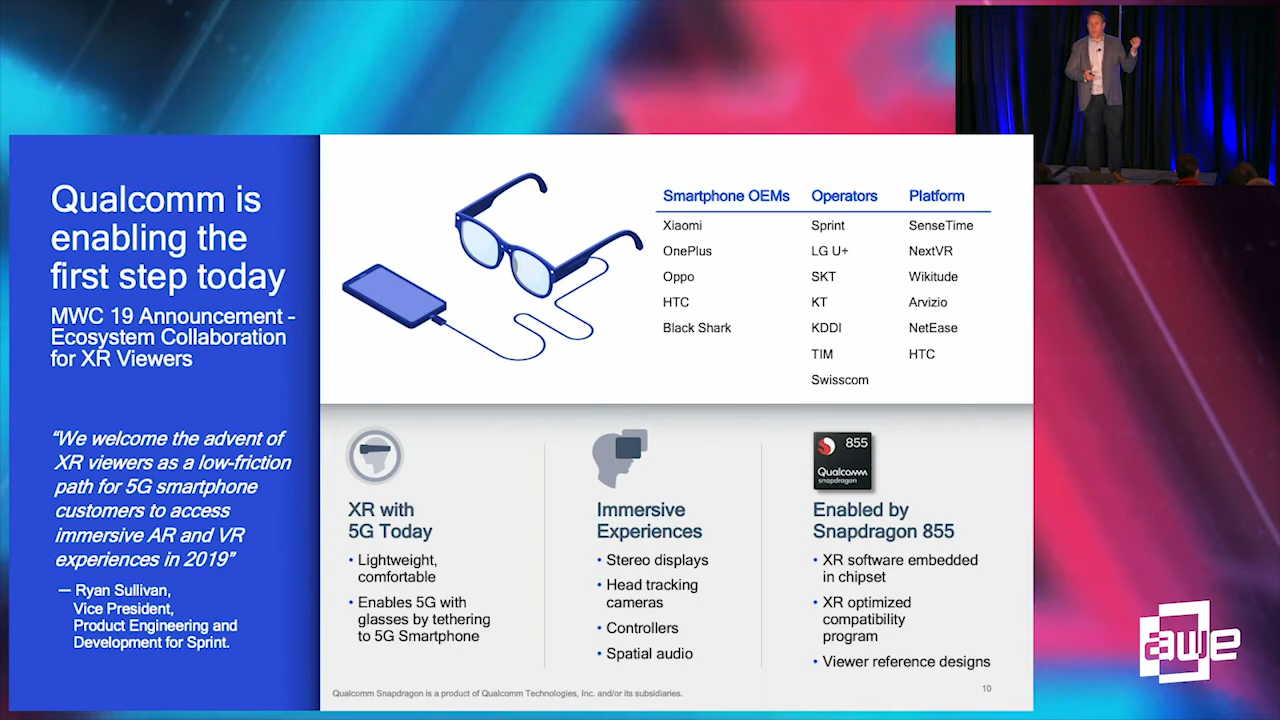 Qualcomm is
enabling the
first step today
MWC 19 Announcement -
Ecosystem Collaboration
for XR Viewers
“We welcome the advent of
XR viewers as a low-friction
path for 5G smartphone
customers to access
immersive AR and VR
experiences in 2019”
— Ryan Sullivan,
Vice President,
Product Engineering and
Development for Sprint.
Smartphone OEMs
Xiaomi
OnePlus
Oppo
HTC
Black Shark
Operators
Sprint
LG U+
SKT
KT
KDDI
TIM
Swisscom
Platform
SenseTime
NextVR
Wikitude
Arvizio
NetEase
HTC
XR with
5G Today
• Lightweight,
comfortable
• Enables 5G with
glasses by tethering
to 5G Smartphone
Immersive
Experiences
• Stereo displays
• Head tracking
cameras
• Controllers
• Spatial audio
855
Qualcomm
snapdragon
Enabled by
Snapdragon 855
• XR software embedded
in chipset
• XR optimized
compatibility
program
• Viewer reference designs
Qualcomm Snapdragon is a product of Qualcomm Technologies, Inc. and/or its subsidiaries.
10
awe